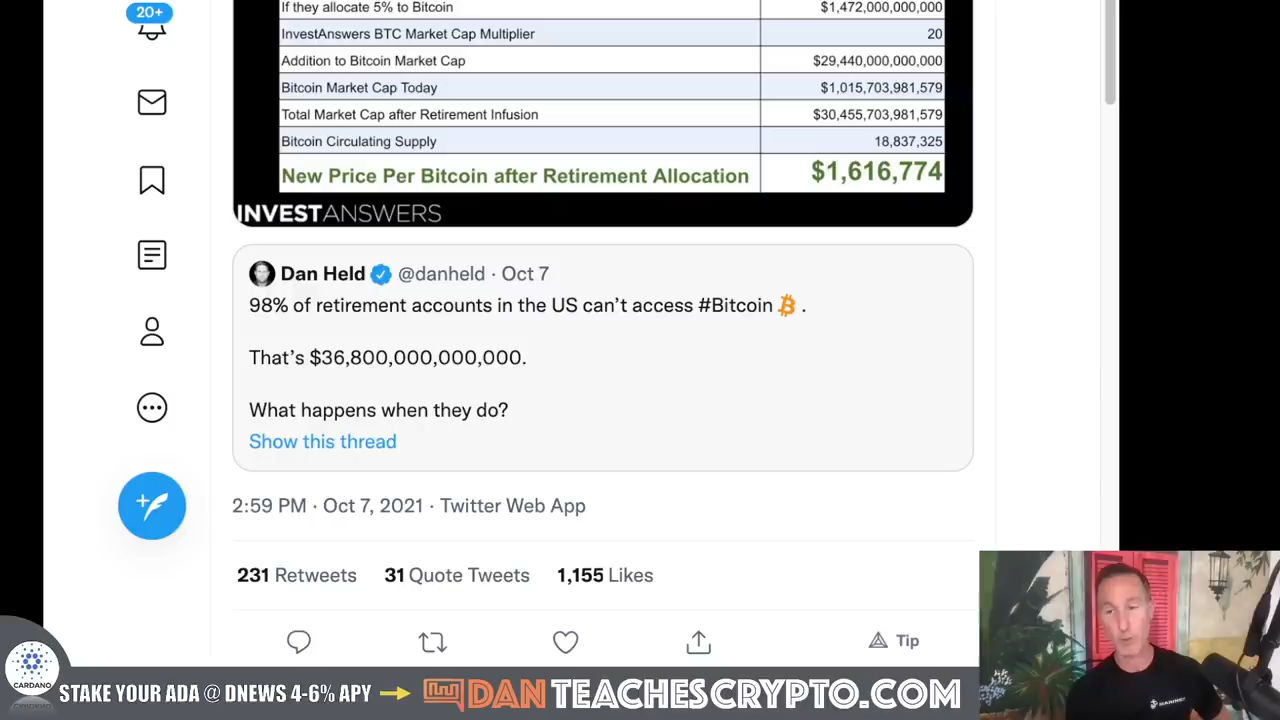 20+
If they allocate 5% to Bitcoin $1,472,000,000,000
InvestAnswers BTC Market Cap Multiplier 20
Addition to Bitcoin Market Cap $29,440,000,000,000
Bitcoin Market Cap Today $1,015,703,981,579
Total Market Cap after Retirement Infusion $30,455,703,981,579
Bitcoin Circulating Supply 18,837,325
New Price Per Bitcoin after Retirement Allocation $1,616,774
INVESTANSWERS
Dan Held @danheld · Oct 7
98% of retirement accounts in the US can’t access #Bitcoin ₿ .
That’s $36,800,000,000,000.
What happens when they do?
Show this thread
2:59 PM · Oct 7, 2021 · Twitter Web App
231 Retweets 31 Quote Tweets 1,155 Likes
Tip
CARDANO
STAKE YOUR ADA @ DNEWS 4-6% APY → DANTEACHESCRYPTO.COM